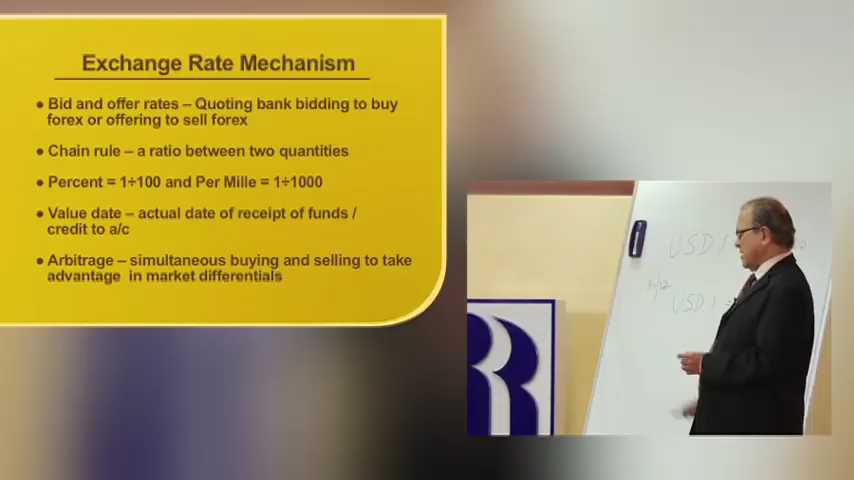 Exchange Rate Mechanism
● Bid and offer rates – Quoting bank bidding to buy
forex or offering to sell forex
● Chain rule – a ratio between two quantities
● Percent = 1÷100 and Per Mille = 1÷1000
● Value date – actual date of receipt of funds /
credit to a/c
● Arbitrage – simultaneous buying and selling to take
advantage in market differentials
USD 1
31/12
USD 1